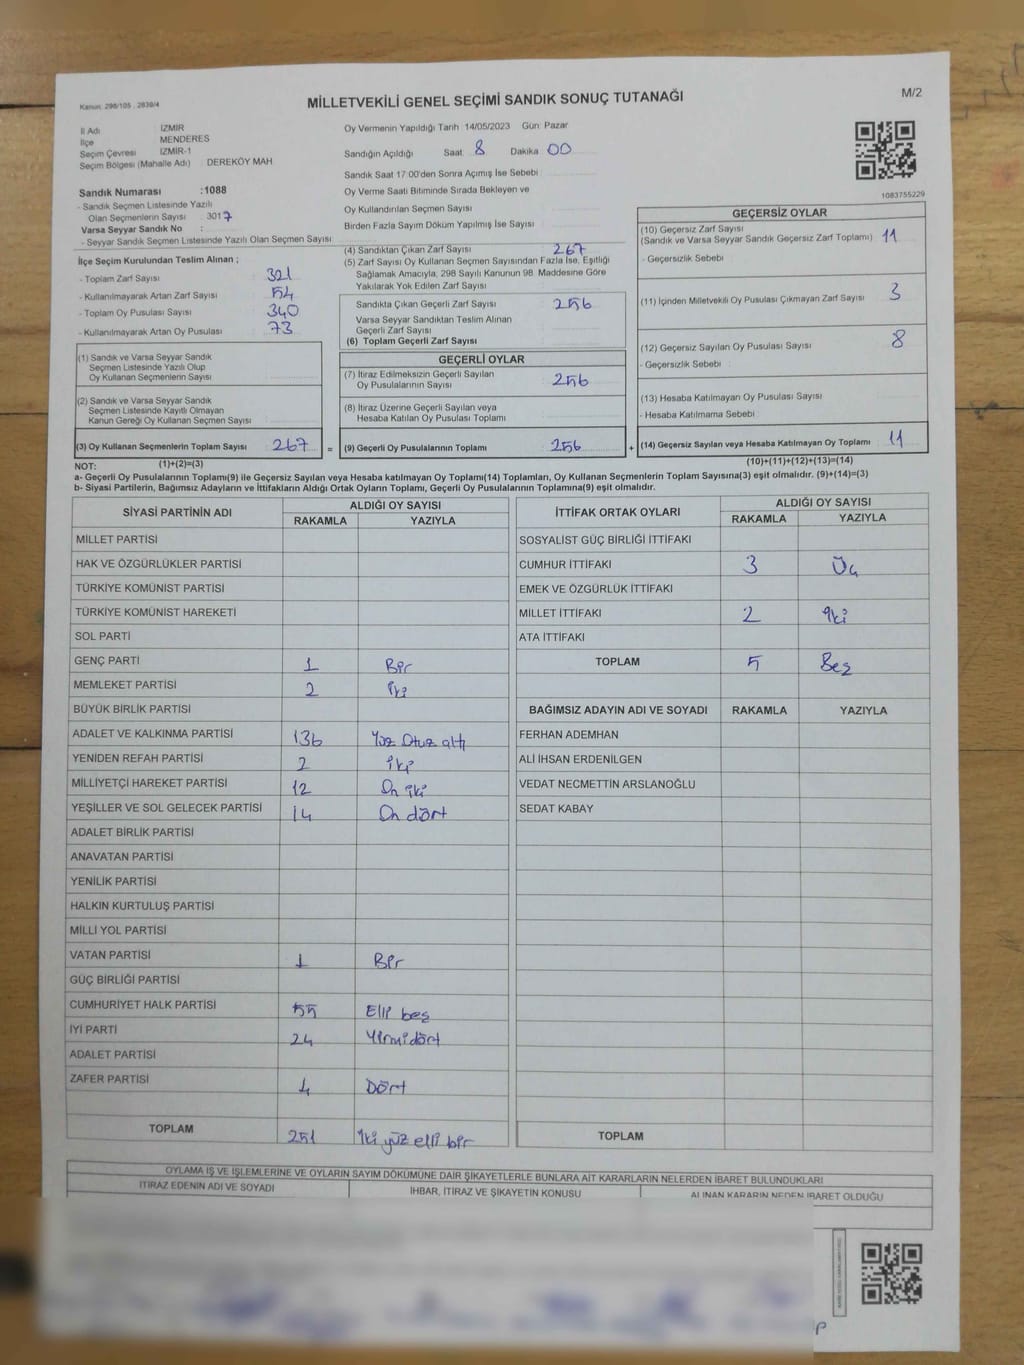 Kanun: 298/105 , 2839/4
MİLLETVEKİLİ GENEL SEÇİMİ SANDIK SONUÇ TUTANAĞI
M/2
İl Adı : İZMİR
İlçe MENDERES
Seçim Çevresi İZMİR-1
Seçim Bölgesi (Mahalle Adı) DEREKÖY MAH
Sandık Numarası :1088
- Sandık Seçmen Listesinde Yazılı
Olan Seçmenlerin Sayısı : 3017
Varsa Seyyar Sandık No :
- Seyyar Sandık Seçmen Listesinde Yazılı Olan Seçmen Sayısı
Oy Vermenin Yapıldığı Tarih 14/05/2023 Gün: Pazar
Sandığın Açıldığı Saat 8 Dakika 00
Sandık Saat 17:00'den Sonra Açımış İse Sebebi
Oy Verme Saati Bitiminde Sırada Bekleyen ve
Oy Kullandırılan Seçmen Sayısı
Birden Fazla Sayım Döküm Yapılmış İse Sayısı
1083755229
İlçe Seçim Kurulundan Teslim Alınan ;
- Toplam Zarf Sayısı 321
- Kullanılmayarak Artan Zarf Sayısı 54
- Toplam Oy Pusulası Sayısı 340
- Kullanılmayarak Artan Oy Pusulası 73
(1) Sandık ve Varsa Seyyar Sandık
Seçmen Listesinde Yazılı Olup
Oy Kullanan Seçmenlerin Sayısı
(2) Sandık ve Varsa Seyyar Sandık
Seçmen Listesinde Kayıtlı Olmayan
Kanun Gereği Oy Kullanan Seçmen Sayısı
(3) Oy Kullanan Seçmenlerin Toplam Sayısı 267 =
(4) Sandıktan Çıkan Zarf Sayısı 267
(5) Zarf Sayısı Oy Kullanan Seçmen Sayısından Fazla İse, Eşitliği
Sağlamak Amacıyla, 298 Sayılı Kanunun 98. Maddesine Göre
Yakılarak Yok Edilen Zarf Sayısı
Sandıkta Çıkan Geçerli Zarf Sayısı 256
Varsa Seyyar Sandıktan Teslim Alınan
Geçerli Zarf Sayısı
(6) Toplam Geçerli Zarf Sayısı
GEÇERLİ OYLAR
(7) İtiraz Edilmeksizin Geçerli Sayılan
Oy Pusulalarının Sayısı 256
(8) İtiraz Üzerine Geçerli Sayılan veya
Hesaba Katılan Oy Pusulası Toplamı
(9) Geçerli Oy Pusulalarının Toplamı 256 +
GEÇERSİZ OYLAR
(10) Geçersiz Zarf Sayısı
(Sandık ve Varsa Seyyar Sandık Geçersiz Zarf Toplamı) 11
- Geçersizlik Sebebi
(11) İçinden Milletvekili Oy Pusulası Çıkmayan Zarf Sayısı 3
(12) Geçersiz Sayılan Oy Pusulası Sayısı 8
- Geçersizlik Sebebi
(13) Hesaba Katılmayan Oy Pusulası Sayısı
- Hesaba Katılmama Sebebi
(14) Geçersiz Sayılan veya Hesaba Katılmayan Oy Toplamı 11
NOT: (1)+(2)=(3) (10)+(11)+(12)+(13)=(14)
a- Geçerli Oy Pusulalarının Toplamı(9) ile Geçersiz Sayılan veya Hesaba katılmayan Oy Toplamı(14) Toplamları, Oy Kullanan Seçmenlerin Toplam Sayısına(3) eşit olmalıdır. (9)+(14)=(3)
b- Siyasi Partilerin, Bağımsız Adayların ve İttifakların Aldığı Ortak Oyların Toplamı, Geçerli Oy Pusulalarının Toplamına(9) eşit olmalıdır.
SİYASİ PARTİNİN ADI ALDIĞI OY SAYISI
RAKAMLA YAZIYLA
MİLLET PARTİSİ
HAK VE ÖZGÜRLÜKLER PARTİSİ
TÜRKİYE KOMÜNİST PARTİSİ
TÜRKİYE KOMÜNİST HAREKETİ
SOL PARTİ
GENÇ PARTİ 1 Bir
MEMLEKET PARTİSİ 2 iki
BÜYÜK BİRLİK PARTİSİ
ADALET VE KALKINMA PARTİSİ 136 Yüz Otuz altı
YENİDEN REFAH PARTİSİ 2 iki
MİLLİYETÇİ HAREKET PARTİSİ 12 On iki
YEŞİLLER VE SOL GELECEK PARTİSİ 14 On dört
ADALET BİRLİK PARTİSİ
ANAVATAN PARTİSİ
YENİLİK PARTİSİ
HALKIN KURTULUŞ PARTİSİ
MİLLİ YOL PARTİSİ
VATAN PARTİSİ 1 Bir
GÜÇ BİRLİĞİ PARTİSİ
CUMHURİYET HALK PARTİSİ 55 Elli beş
İYİ PARTİ 24 Yirmidört
ADALET PARTİSİ
ZAFER PARTİSİ 4 Dört
TOPLAM 251 iki yüz elli bir
İTTİFAK ORTAK OYLARI ALDIĞI OY SAYISI
RAKAMLA YAZIYLA
SOSYALİST GÜÇ BİRLİĞİ İTTİFAKI
CUMHUR İTTİFAKI 3 Üç
EMEK VE ÖZGÜRLÜK İTTİFAKI
MİLLET İTTİFAKI 2 iki
ATA İTTİFAKI
TOPLAM 5 Beş
BAĞIMSIZ ADAYIN ADI VE SOYADI RAKAMLA YAZIYLA
FERHAN ADEMHAN
ALİ İHSAN ERDENİLGEN
VEDAT NECMETTİN ARSLANOĞLU
SEDAT KABAY
TOPLAM
OYLAMA İŞ VE İŞLEMLERİNE VE OYLARIN SAYIM DÖKÜMÜNE DAİR ŞİKAYETLERLE BUNLARA AİT KARARLARIN NELERDEN İBARET BULUNDUKLARI
İTİRAZ EDENİN ADI VE SOYADI İHBAR, İTİRAZ VE ŞİKAYETİN KONUSU ALINAN KARARIN NEDEN İBARET OLDUĞU